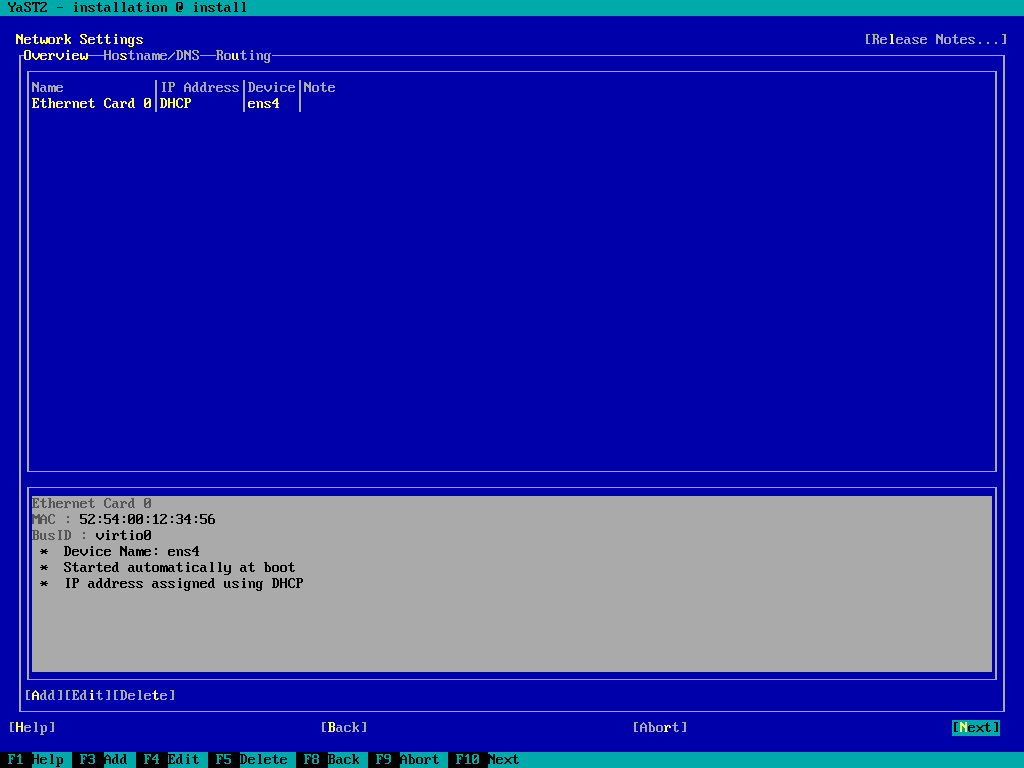 YaST2 - installation @ install
Network Settings [Release Notes...]
Overview Hostname/DNS Routing
Name IP Address Device Note
Ethernet Card 0 DHCP ens4
Ethernet Card 0
MAC : 52:54:00:12:34:56
BusID : virtio0
* Device Name: ens4
* Started automatically at boot
* IP address assigned using DHCP
[Add][Edit][Delete]
[Help] [Back] [Abort] [Next]
F1 Help F3 Add F4 Edit F5 Delete F8 Back F9 Abort F10 Next